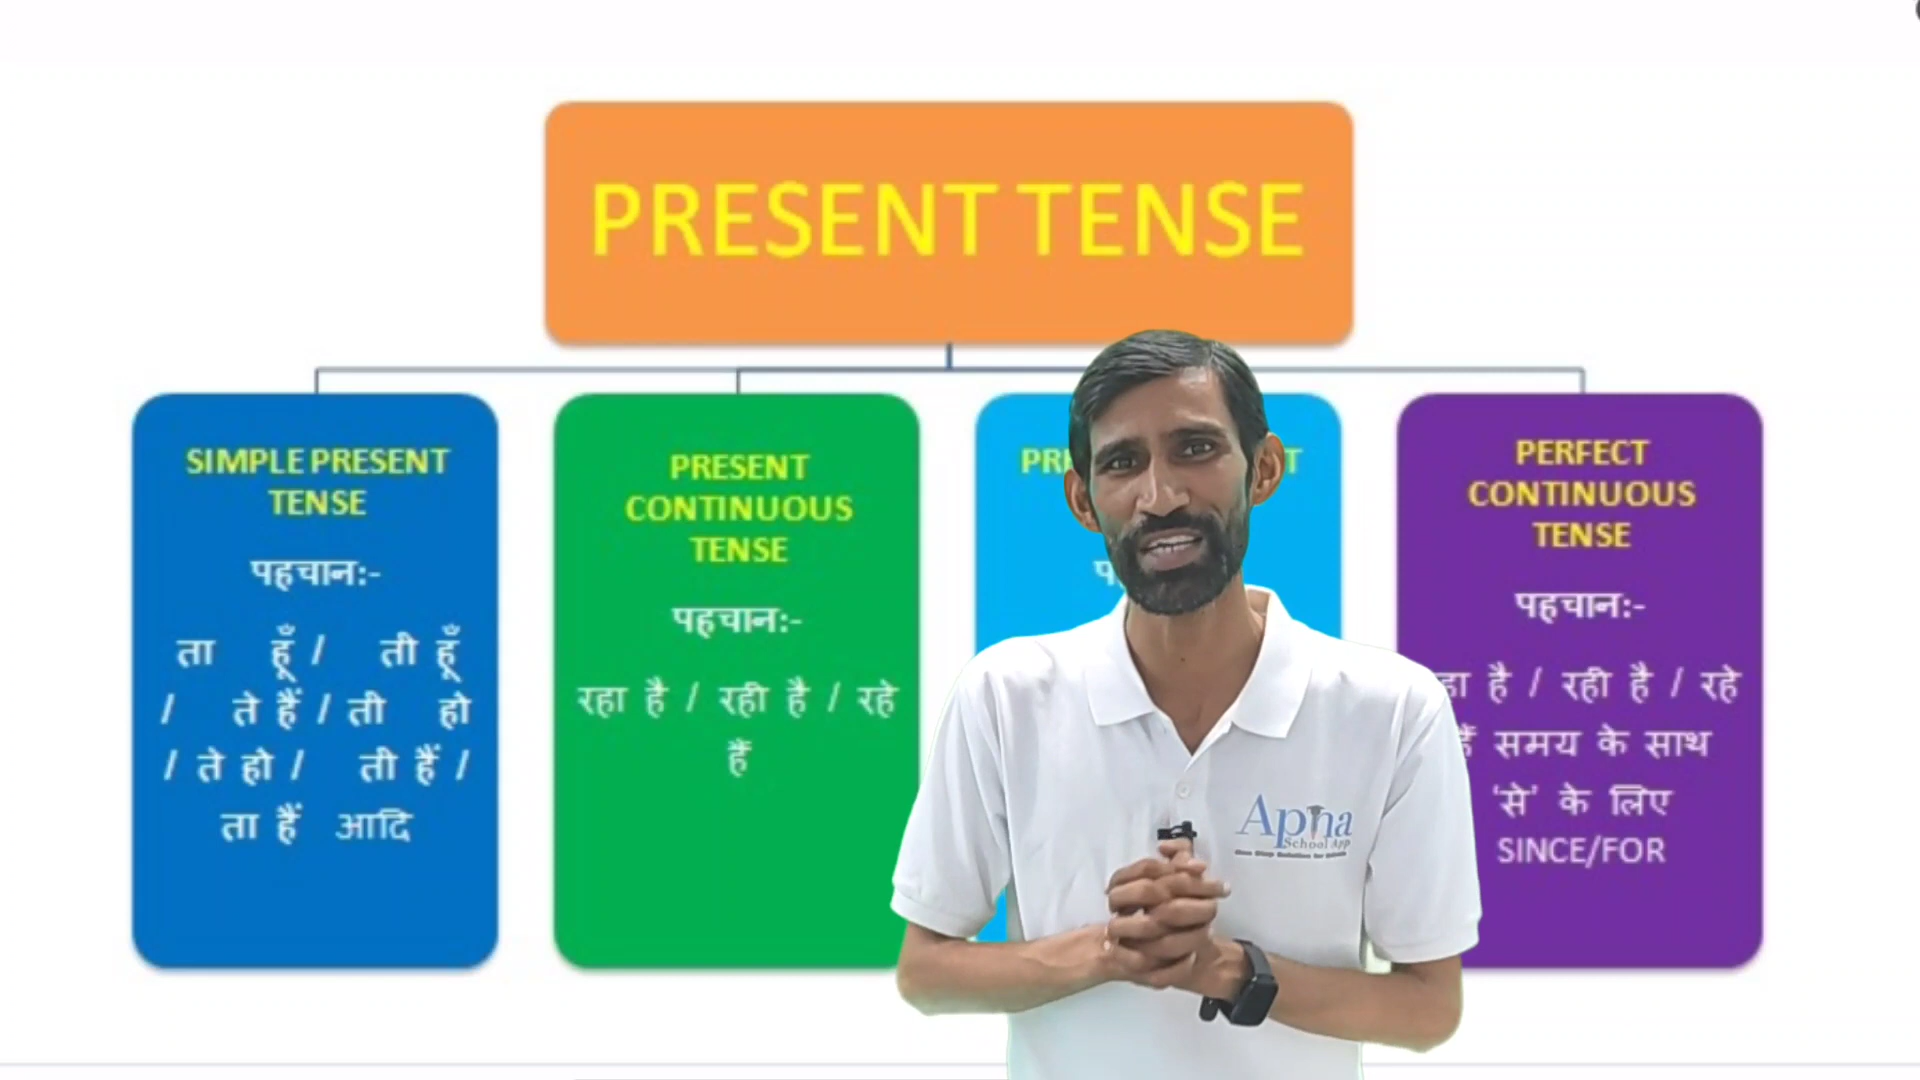 PRESENT TENSE
SIMPLE PRESENT
TENSE
पहचान:-
ता हूँ / ती हूँ
/ ते हैं / ती हो
/ ते हो / ती हैं /
ता हैं आदि
PRESENT
CONTINUOUS
TENSE
पहचान:-
रहा है / रही है / रहे
हैं
PERFECT
CONTINUOUS
TENSE
पहचान:-
है / रही है / रहे
समय के साथ
'से' के लिए
SINCE/FOR
Apna
School App